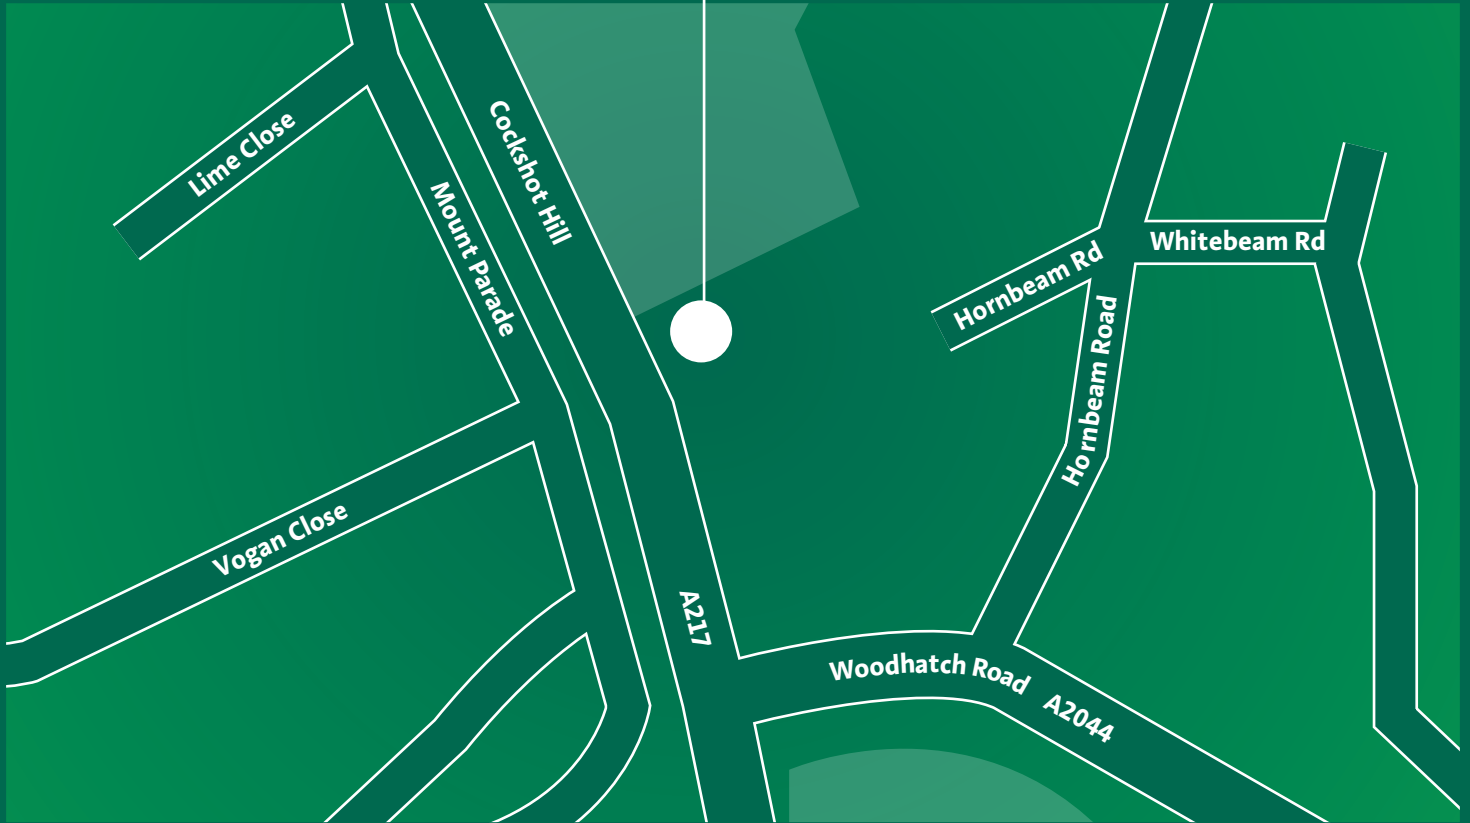 Lime Close
Cockshot Hill
Mount Parade
Whitebeam Rd
Hornbeam Rd
Hornbeam Road
Vogan Close
A217
Woodhatch Road A2044